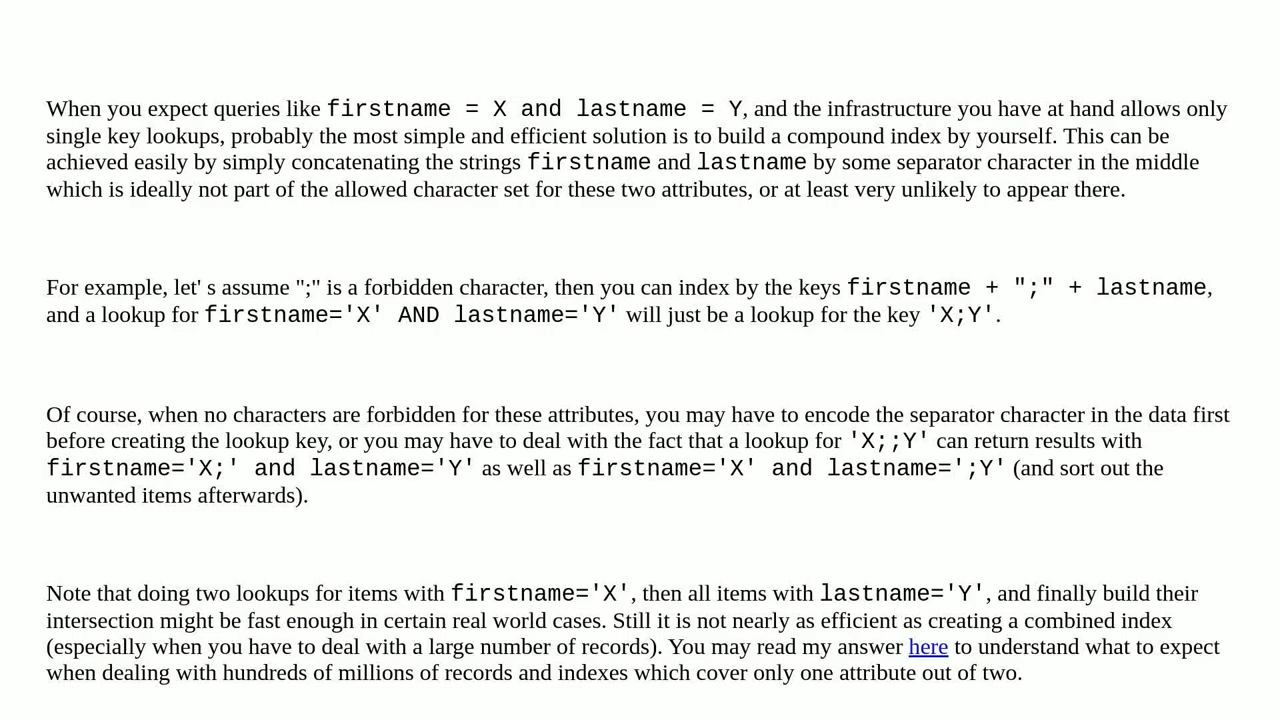 When you expect queries like firstname = X and lastname = Y, and the infrastructure you have at hand allows only
single key lookups, probably the most simple and efficient solution is to build a compound index by yourself. This can be
achieved easily by simply concatenating the strings firstname and lastname by some separator character in the middle
which is ideally not part of the allowed character set for these two attributes, or at least very unlikely to appear there.
For example, let' s assume ";" is a forbidden character, then you can index by the keys firstname + ";" + lastname,
and a lookup for firstname='X' AND lastname='Y' will just be a lookup for the key 'X;Y'.
Of course, when no characters are forbidden for these attributes, you may have to encode the separator character in the data first
before creating the lookup key, or you may have to deal with the fact that a lookup for 'X;;Y' can return results with
firstname='X;' and lastname='Y' as well as firstname='X' and lastname=';Y' (and sort out the
unwanted items afterwards).
Note that doing two lookups for items with firstname='X', then all items with lastname='Y', and finally build their
intersection might be fast enough in certain real world cases. Still it is not nearly as efficient as creating a combined index
(especially when you have to deal with a large number of records). You may read my answer here to understand what to expect
when dealing with hundreds of millions of records and indexes which cover only one attribute out of two.